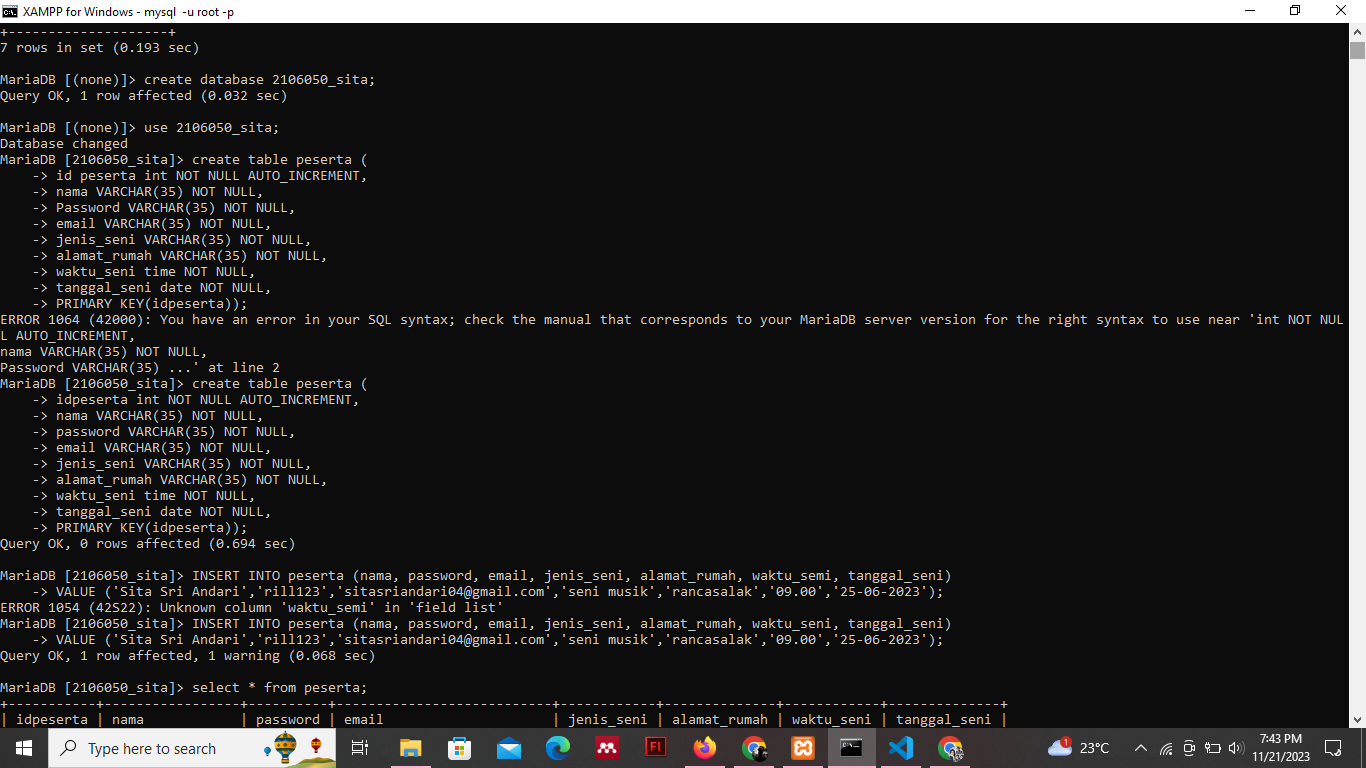 XAMPP for Windows - mysql  -u root -p
+--------------------+
7 rows in set (0.193 sec)
MariaDB [(none)]> create database 2106050_sita;
Query OK, 1 row affected (0.032 sec)
MariaDB [(none)]> use 2106050_sita;
Database changed
MariaDB [2106050_sita]> create table peserta (
    -> id peserta int NOT NULL AUTO_INCREMENT,
    -> nama VARCHAR(35) NOT NULL,
    -> Password VARCHAR(35) NOT NULL,
    -> email VARCHAR(35) NOT NULL,
    -> jenis_seni VARCHAR(35) NOT NULL,
    -> alamat_rumah VARCHAR(35) NOT NULL,
    -> waktu_seni time NOT NULL,
    -> tanggal_seni date NOT NULL,
    -> PRIMARY KEY(idpeserta));
ERROR 1064 (42000): You have an error in your SQL syntax; check the manual that corresponds to your MariaDB server version for the right syntax to use near 'int NOT NUL
L AUTO_INCREMENT,
nama VARCHAR(35) NOT NULL,
Password VARCHAR(35) ...' at line 2
MariaDB [2106050_sita]> create table peserta (
    -> idpeserta int NOT NULL AUTO_INCREMENT,
    -> nama VARCHAR(35) NOT NULL,
    -> password VARCHAR(35) NOT NULL,
    -> email VARCHAR(35) NOT NULL,
    -> jenis_seni VARCHAR(35) NOT NULL,
    -> alamat_rumah VARCHAR(35) NOT NULL,
    -> waktu_seni time NOT NULL,
    -> tanggal_seni date NOT NULL,
    -> PRIMARY KEY(idpeserta));
Query OK, 0 rows affected (0.694 sec)
MariaDB [2106050_sita]> INSERT INTO peserta (nama, password, email, jenis_seni, alamat_rumah, waktu_semi, tanggal_seni)
    -> VALUE ('Sita Sri Andari','rill123','sitasriandari04@gmail.com','seni musik','rancasalak','09.00','25-06-2023');
ERROR 1054 (42S22): Unknown column 'waktu_semi' in 'field list'
MariaDB [2106050_sita]> INSERT INTO peserta (nama, password, email, jenis_seni, alamat_rumah, waktu_seni, tanggal_seni)
    -> VALUE ('Sita Sri Andari','rill123','sitasriandari04@gmail.com','seni musik','rancasalak','09.00','25-06-2023');
Query OK, 1 row affected, 1 warning (0.068 sec)
MariaDB [2106050_sita]> select * from peserta;
+-----------+-----------------+----------+---------------------------+------------+--------------+------------+--------------+
| idpeserta | nama            | password | email                     | jenis_seni | alamat_rumah | waktu_seni | tanggal_seni |
Type here to search
Fl
1
23°C
7:43 PM
11/21/2023